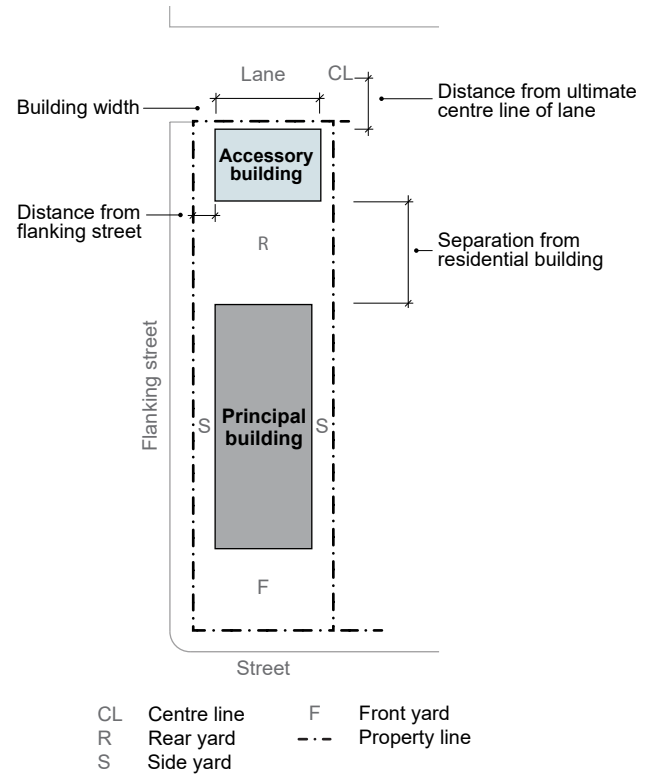 Lane
CL
Distance from ultimate
centre line of lane
Building width
Accessory
building
Distance from
flanking street
R
Separation from
residential building
Flanking street
S
Principal
building
S
F
Street
CL Centre line
R Rear yard
S Side yard
F Front yard
Property line